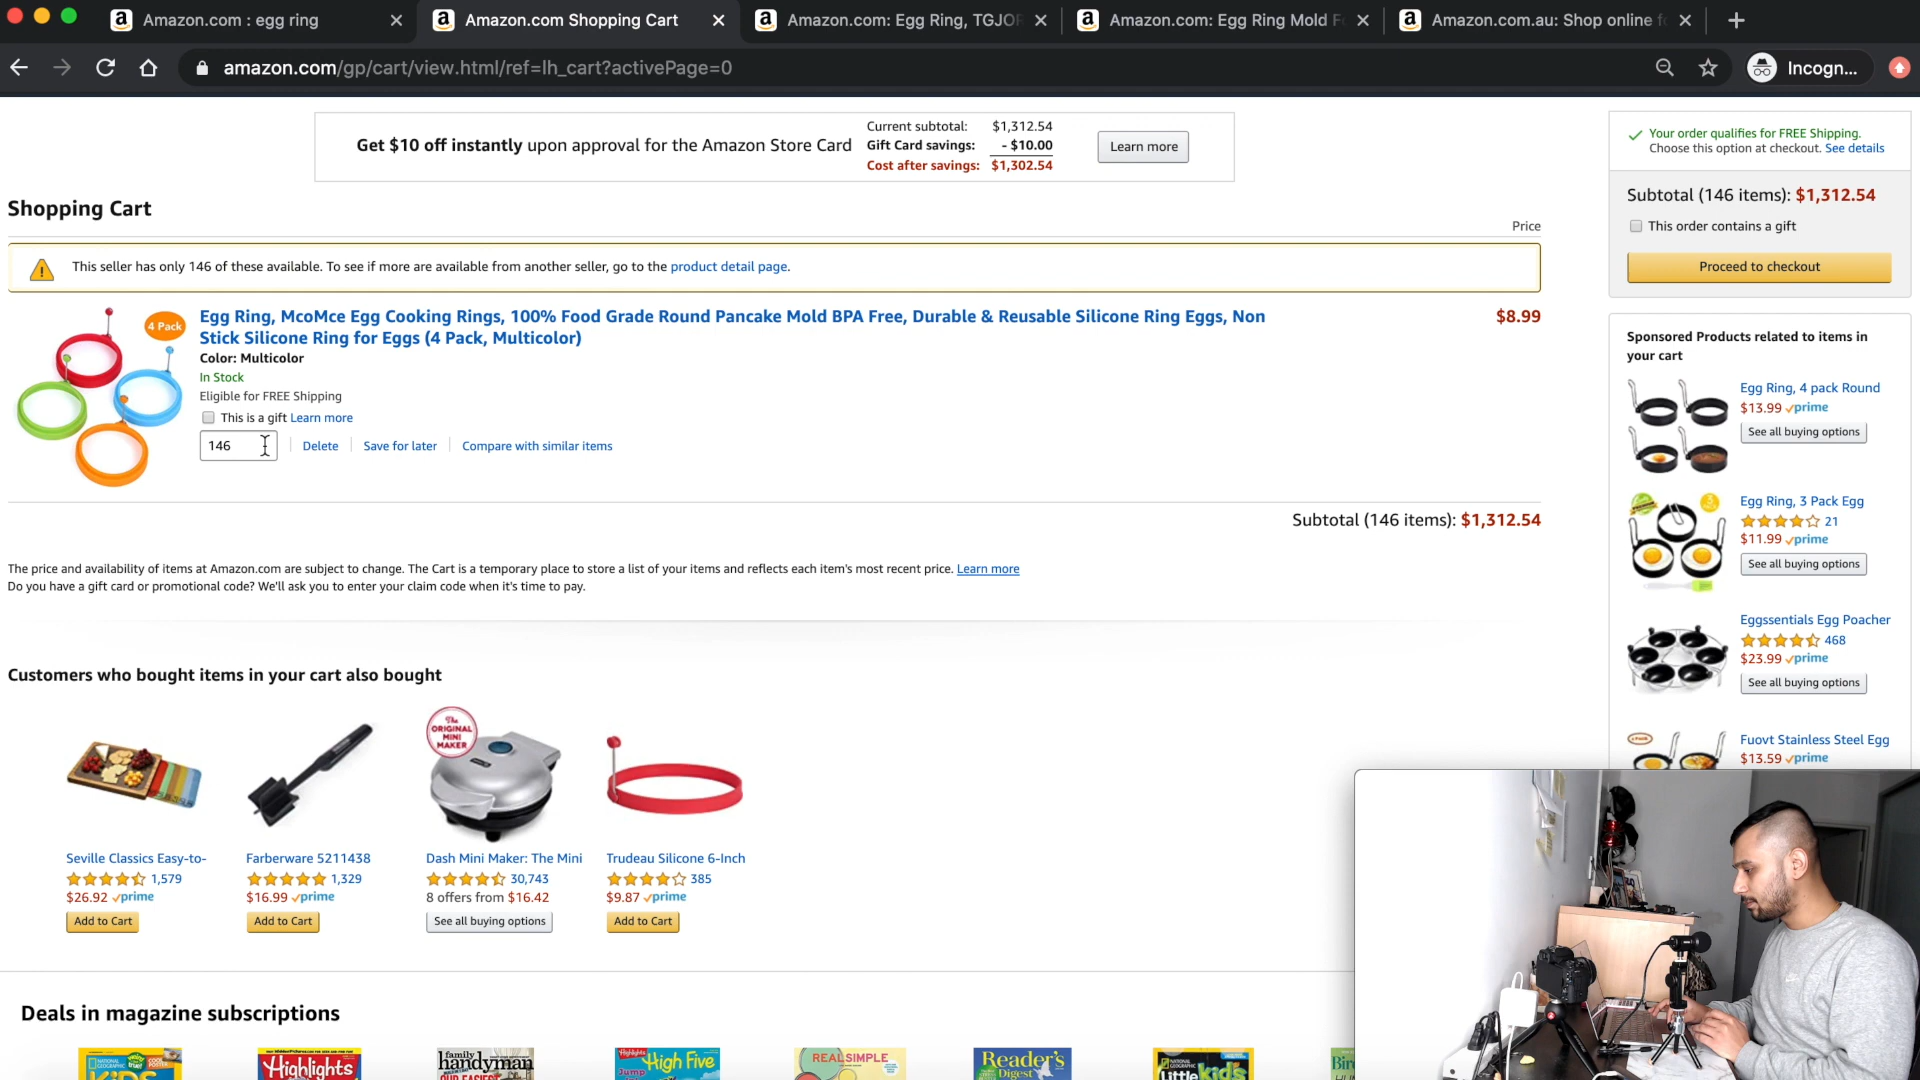 Amazon.com : egg ring
Amazon.com Shopping Cart
Amazon.com: Egg Ring, TGJOR
Amazon.com: Egg Ring Mold F
Amazon.com.au: Shop online f
amazon.com/gp/cart/view.html/ref=lh_cart?activePage=0
Incogn...
Get $10 off instantly upon approval for the Amazon Store Card
Current subtotal: $1,312.54
Gift Card savings: - $10.00
Cost after savings: $1,302.54
Learn more
Your order qualifies for FREE Shipping.
Choose this option at checkout. See details
Subtotal (146 items): $1,312.54
This order contains a gift
Proceed to checkout
Shopping Cart
Price
This seller has only 146 of these available. To see if more are available from another seller, go to the product detail page.
4 Pack
Egg Ring, McoMce Egg Cooking Rings, 100% Food Grade Round Pancake Mold BPA Free, Durable & Reusable Silicone Ring Eggs, Non
Stick Silicone Ring for Eggs (4 Pack, Multicolor)
$8.99
Color: Multicolor
In Stock
Eligible for FREE Shipping
This is a gift Learn more
146
Delete
Save for later
Compare with similar items
Subtotal (146 items): $1,312.54
The price and availability of items at Amazon.com are subject to change. The Cart is a temporary place to store a list of your items and reflects each item's most recent price. Learn more
Do you have a gift card or promotional code? We'll ask you to enter your claim code when it's time to pay.
Sponsored Products related to items in
your cart
Egg Ring, 4 pack Round
$13.99 prime
See all buying options
Egg Ring, 3 Pack Egg
21
$11.99 prime
See all buying options
Eggssentials Egg Poacher
468
$23.99 prime
See all buying options
Fuovt Stainless Steel Egg
$13.59 prime
Customers who bought items in your cart also bought
The
ORIGINAL
MINI
MAKER
Seville Classics Easy-to-
1,579
$26.92 prime
Add to Cart
Farberware 5211438
1,329
$16.99 prime
Add to Cart
Dash Mini Maker: The Mini
30,743
8 offers from $16.42
See all buying options
Trudeau Silicone 6-Inch
385
$9.87 prime
Add to Cart
Deals in magazine subscriptions
NATIONAL GEOGRAPHIC
KiDS
Highlights
family
handyman
Highlights
High Five
REALSIMPLE
Reader's
Digest
NATIONAL GEOGRAPHIC
Little kids